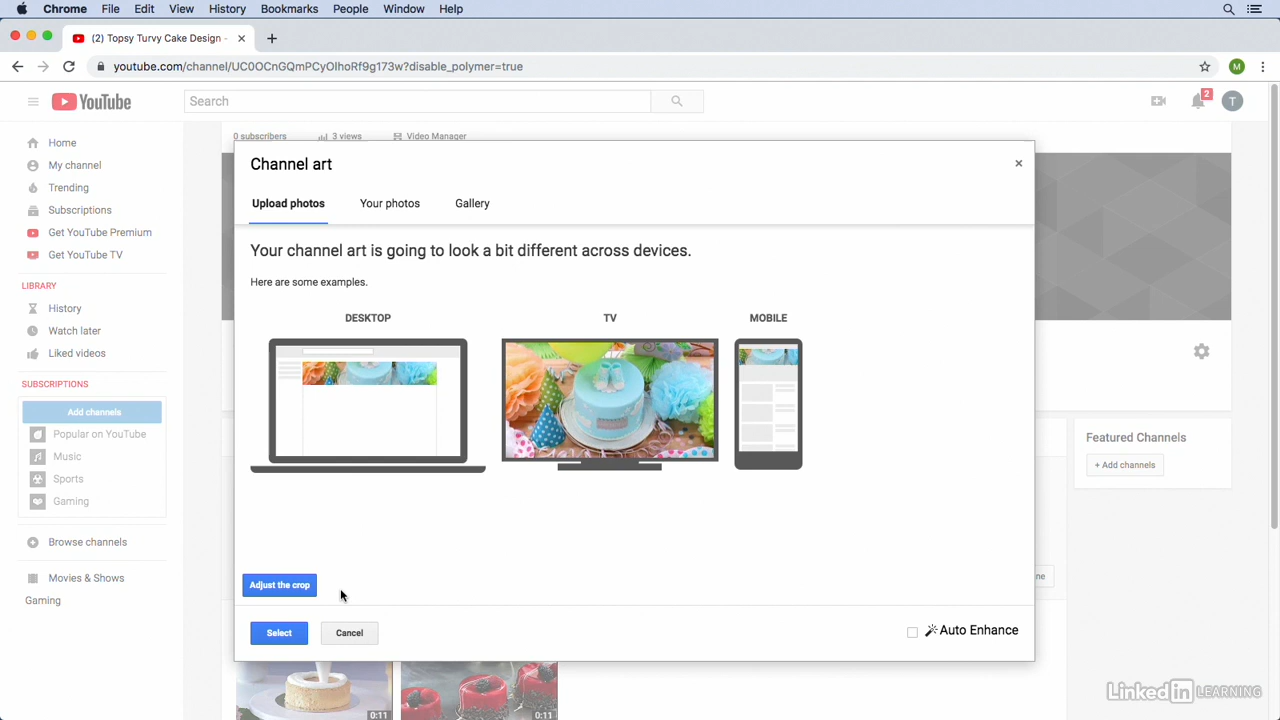 Chrome File Edit View History Bookmarks People Window Help
(2) Topsy Turvy Cake Design -
youtube.com/channel/UC0OCnGQmPCyOlhoRf9g173w?disable_polymer=true
M
YouTube
Search
2
T
0 subscribers 3 views Video Manager
Home
My channel
Trending
Subscriptions
Get YouTube Premium
Get YouTube TV
LIBRARY
History
Watch later
Liked videos
SUBSCRIPTIONS
Add channels
Popular on YouTube
Music
Sports
Gaming
Browse channels
Movies & Shows
Gaming
Channel art
Upload photos Your photos Gallery
Your channel art is going to look a bit different across devices.
Here are some examples.
DESKTOP TV MOBILE
Adjust the crop
Select Cancel
Auto Enhance
Featured Channels
+ Add channels
ne
0:11 0:11
Linked in LEARNING